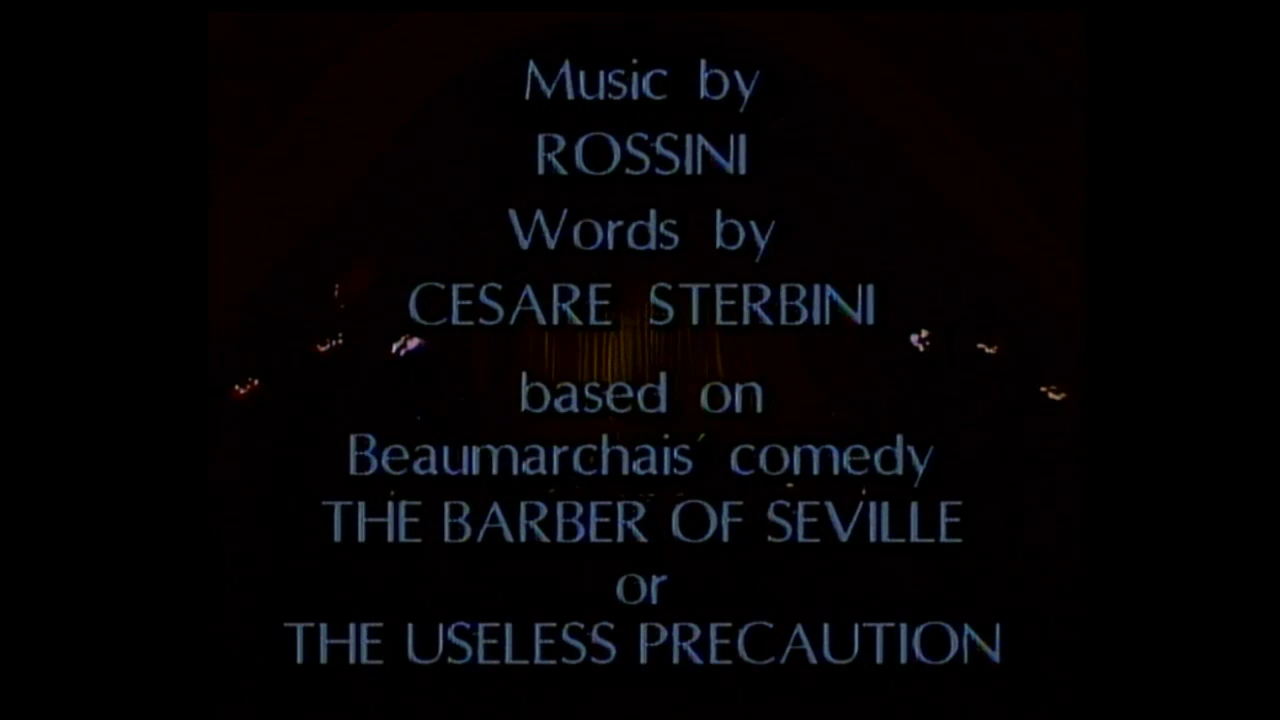 Music by
ROSSINI
Words by
CESARE STERBINI
based on
Beaumarchais´ comedy
THE BARBER OF SEVILLE
or
THE USELESS PRECAUTION